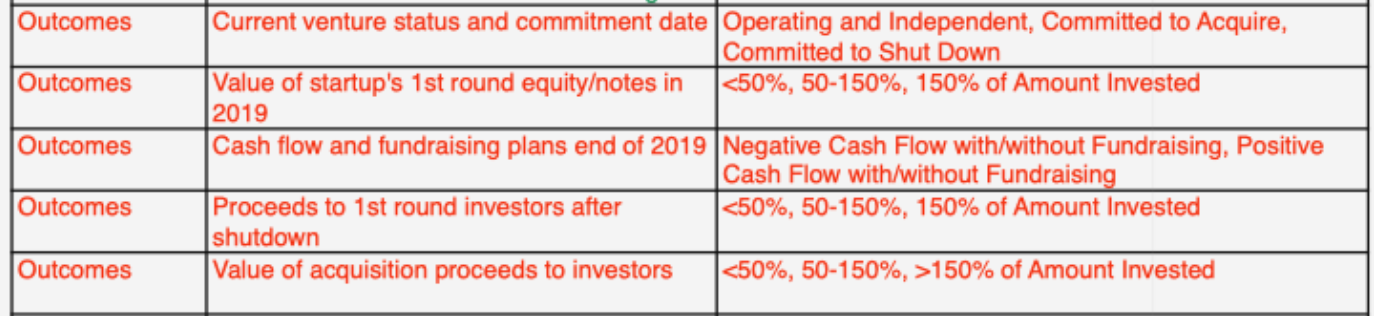 Outcomes
Current venture status and commitment date
Operating and Independent, Committed to Acquire,
Committed to Shut Down
Outcomes
Value of startup's 1st round equity/notes in
2019
<50%, 50-150%, 150% of Amount Invested
Outcomes
Cash flow and fundraising plans end of 2019
Negative Cash Flow with/without Fundraising, Positive
Cash Flow with/without Fundraising
Outcomes
Proceeds to 1st round investors after
shutdown
<50%, 50-150%, 150% of Amount Invested
Outcomes
Value of acquisition proceeds to investors
<50%, 50-150%, >150% of Amount Invested